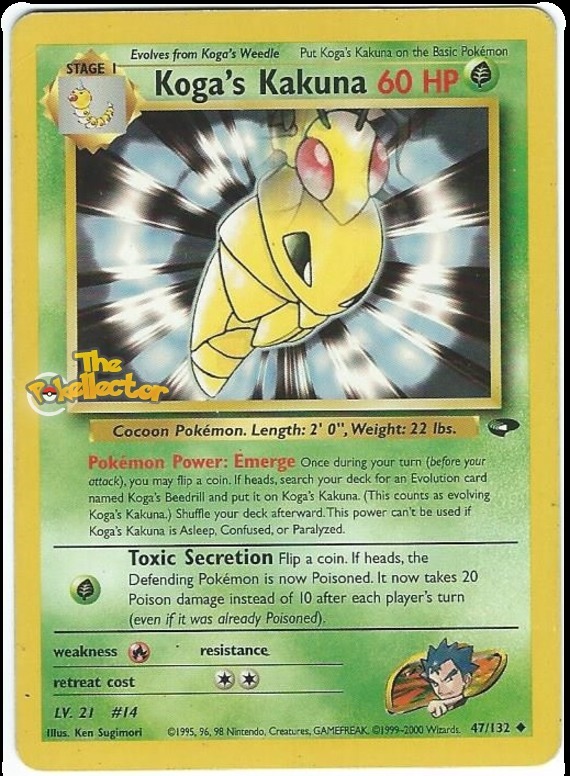 Evolves from Koga's Weedle Put Koga's Kakuna on the Basic Pokémon
STAGE 1
Koga's Kakuna 60 HP
The
Pokéllector
Cocoon Pokémon. Length: 2' 0", Weight: 22 lbs.
Pokémon Power: Emerge Once during your turn (before your
attack), you may flip a coin. If heads, search your deck for an Evolution card
named Koga's Beedrill and put it on Koga's Kakuna. (This counts as evolving
Koga's Kakuna.) Shuffle your deck afterward. This power can't be used if
Koga's Kakuna is Asleep, Confused, or Paralyzed.
Toxic Secretion Flip a coin. If heads, the
Defending Pokémon is now Poisoned. It now takes 20
Poison damage instead of 10 after each player's turn
(even if it was already Poisoned).
weakness resistance
retreat cost
LV. 21 #14
Illus. Ken Sugimori ©1995, 96, 98 Nintendo, Creatures, GAMEFREAK. ©1999-2000 Wizards. 47/132